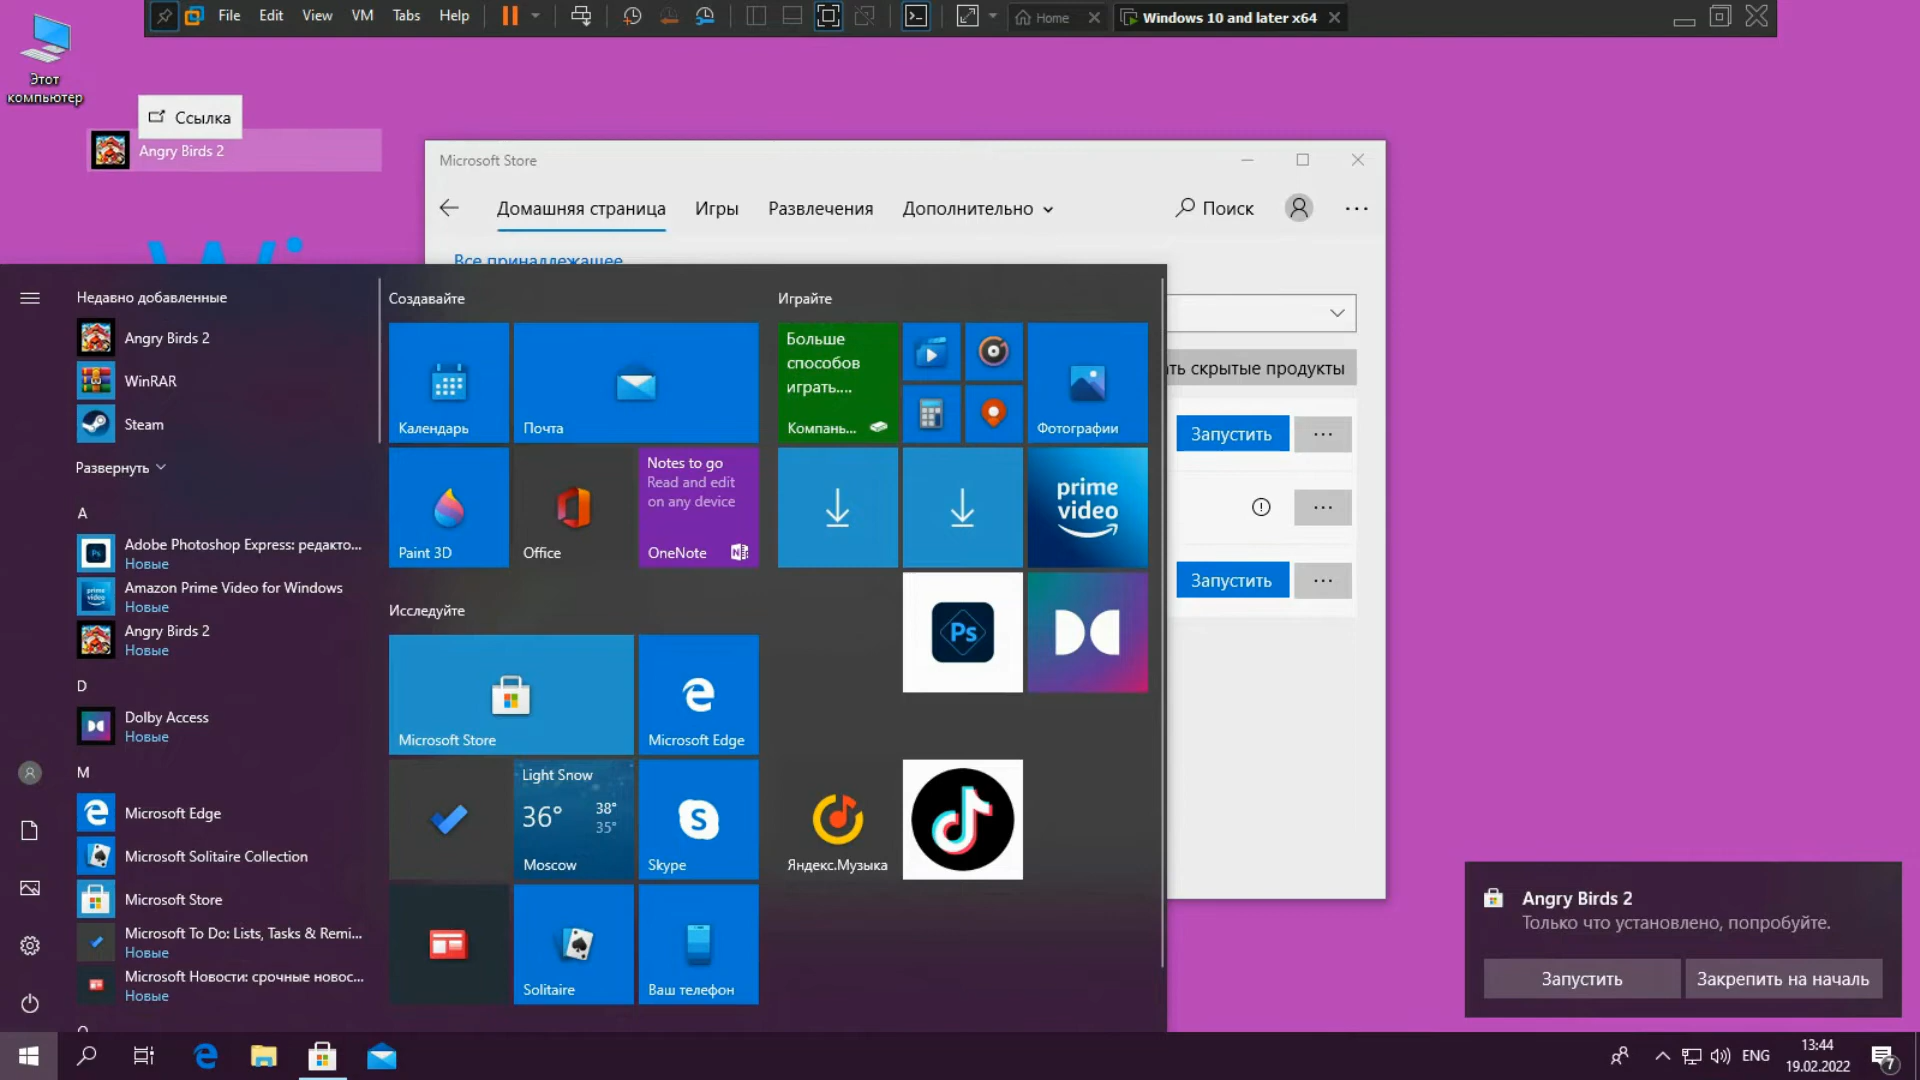 File Edit View VM Tabs Help
Home
Windows 10 and later x64
Этот
компьютер
Ссылка
Angry Birds 2
Microsoft Store
Домашняя страница Игры Развлечения Дополнительно
Поиск
Все принадлежащее
ть скрытые продукты
Запустить
Запустить
Недавно добавленные
Angry Birds 2
WinRAR
Steam
Развернуть
A
Adobe Photoshop Express: редакто...
Новые
Amazon Prime Video for Windows
Новые
Angry Birds 2
Новые
D
Dolby Access
Новые
M
Microsoft Edge
Microsoft Solitaire Collection
Microsoft Store
Microsoft To Do: Lists, Tasks & Remi...
Новые
Microsoft Новости: срочные новос...
Новые
Создавайте
Календарь
Почта
Paint 3D
Office
Notes to go
Read and edit
on any device
OneNote
Исследуйте
Microsoft Store
Microsoft Edge
Light Snow
36°
38°
35°
Moscow
Skype
Solitaire
Ваш телефон
Играйте
Больше
способов
играть....
Компань...
Фотографии
prime
video
Ps
Яндекс.Музыка
Angry Birds 2
Только что установлено, попробуйте.
Запустить
Закрепить на началь
ENG
13:44
19.02.2022
7